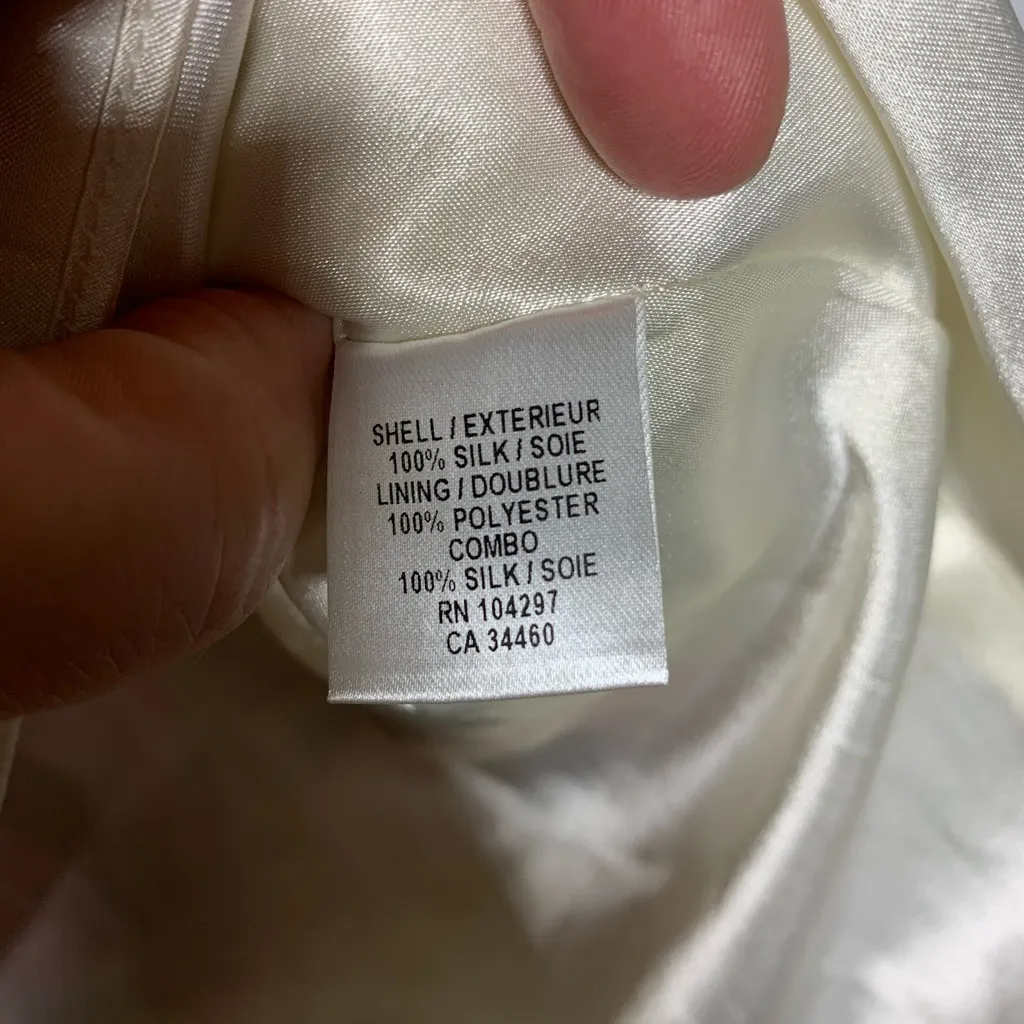 SHELL / EXTERIEUR
100% SILK / SOIE
LINING / DOUBLURE
100% POLYESTER
COMBO
100% SILK / SOIE
RN 104297
CA 34460